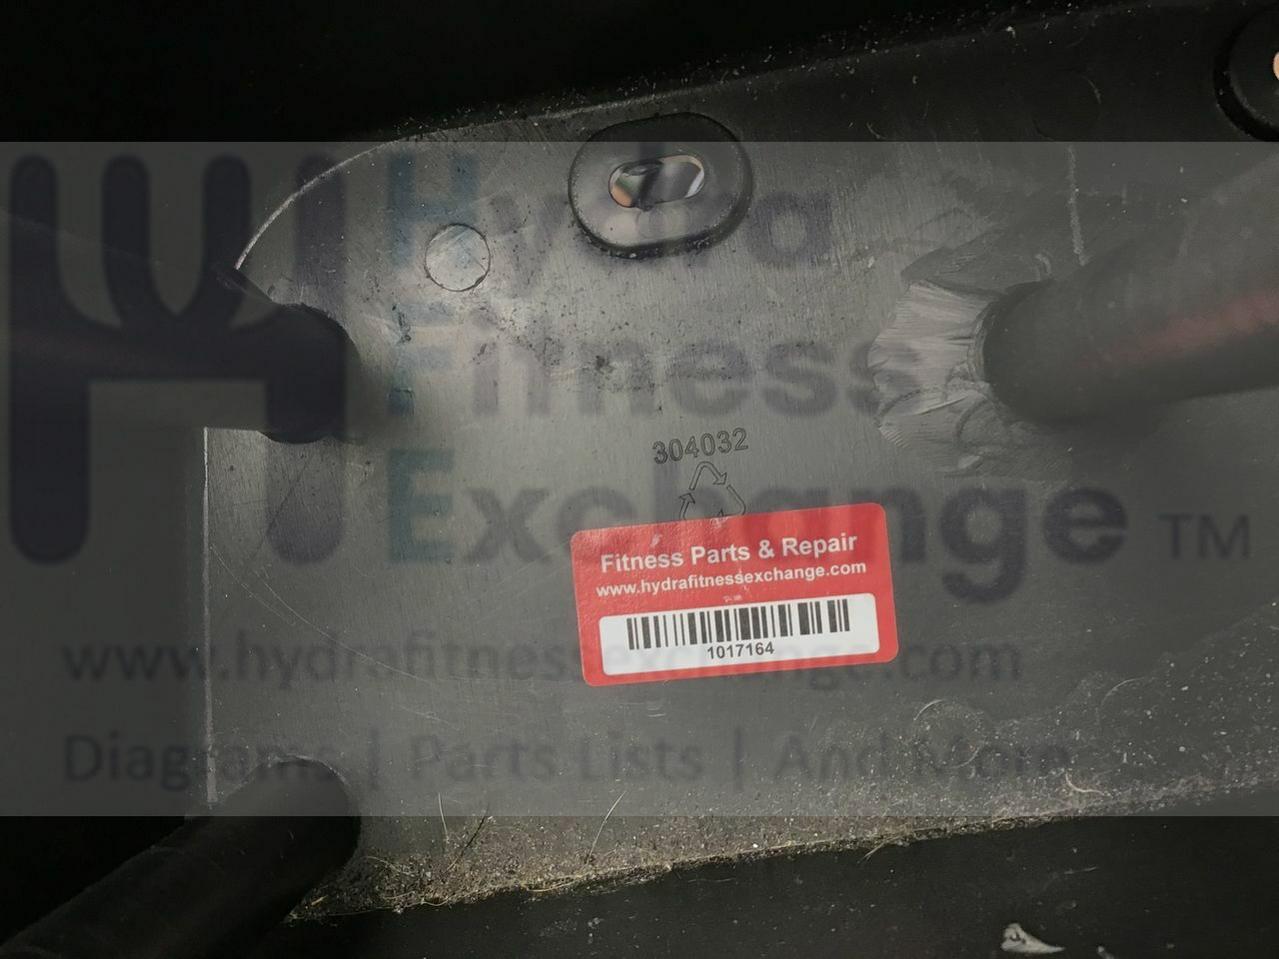 Hydra
Fitness
304032
Exchange TM
Fitness Parts & Repair
www.hydrafitnessexchange.com
1017164
www.hydrafitnessexchange.com
Diagrams | Parts Lists | And More